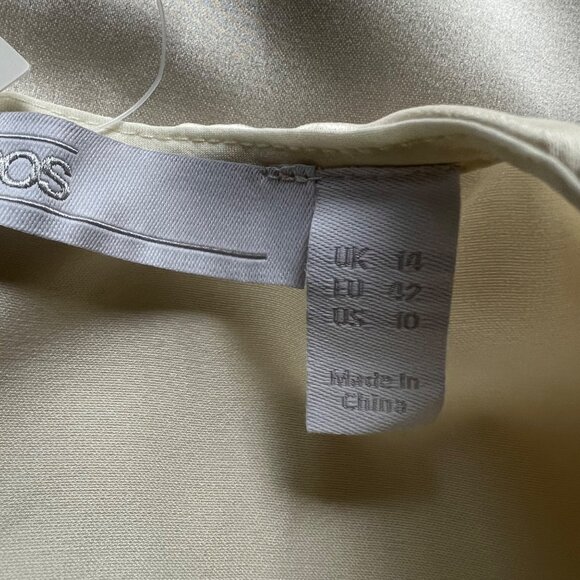 OS
UK 14
EU 42
US 10
Made in
China